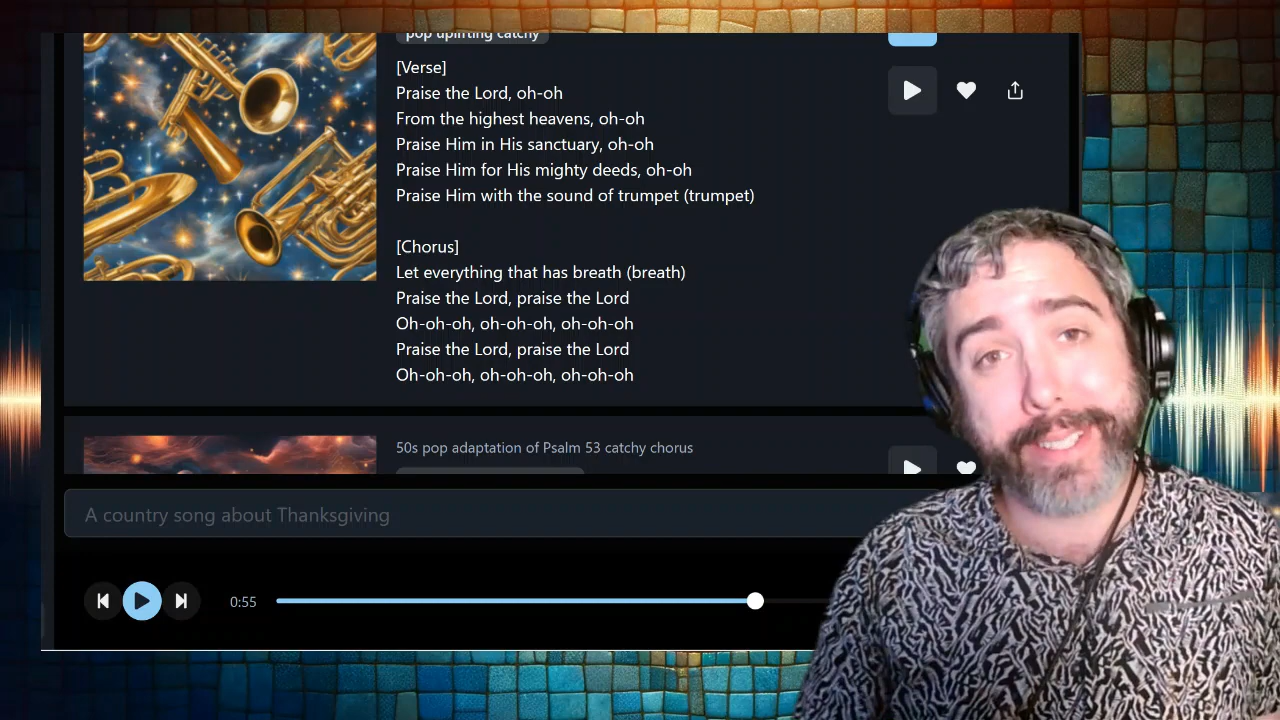 pop uplifting catchy
[Verse]
Praise the Lord, oh-oh
From the highest heavens, oh-oh
Praise Him in His sanctuary, oh-oh
Praise Him for His mighty deeds, oh-oh
Praise Him with the sound of trumpet (trumpet)
[Chorus]
Let everything that has breath (breath)
Praise the Lord, praise the Lord
Oh-oh-oh, oh-oh-oh, oh-oh-oh
Praise the Lord, praise the Lord
Oh-oh-oh, oh-oh-oh, oh-oh-oh
50s pop adaptation of Psalm 53 catchy chorus
A country song about Thanksgiving
0:55